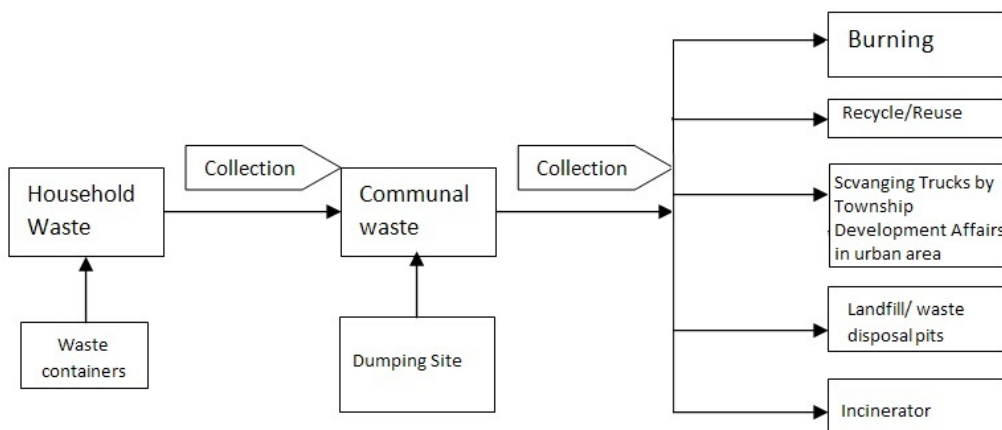 Burning
Recycle/Reuse
Collection
Collection
Household
Waste
Communal
waste
Scvanging Trucks by
Township
Development Affairs
in urban area
Waste
containers
Dumping Site
Landfill/ waste
disposal pits
Incinerator